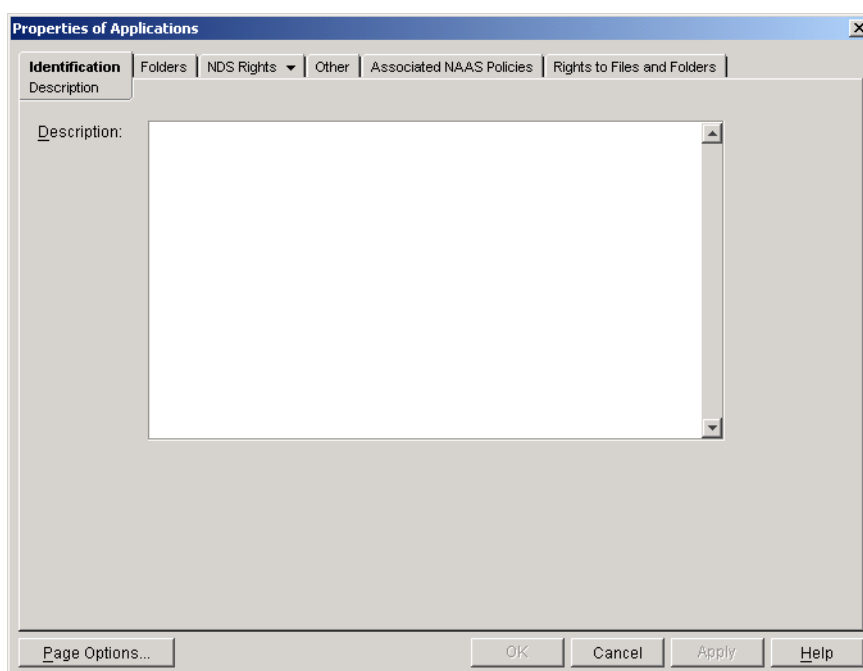 Properties of Applications
Identification Folders NDS Rights Other Associated NAAS Policies Rights to Files and Folders
Description
Description:
Page Options... OK Cancel Apply Help